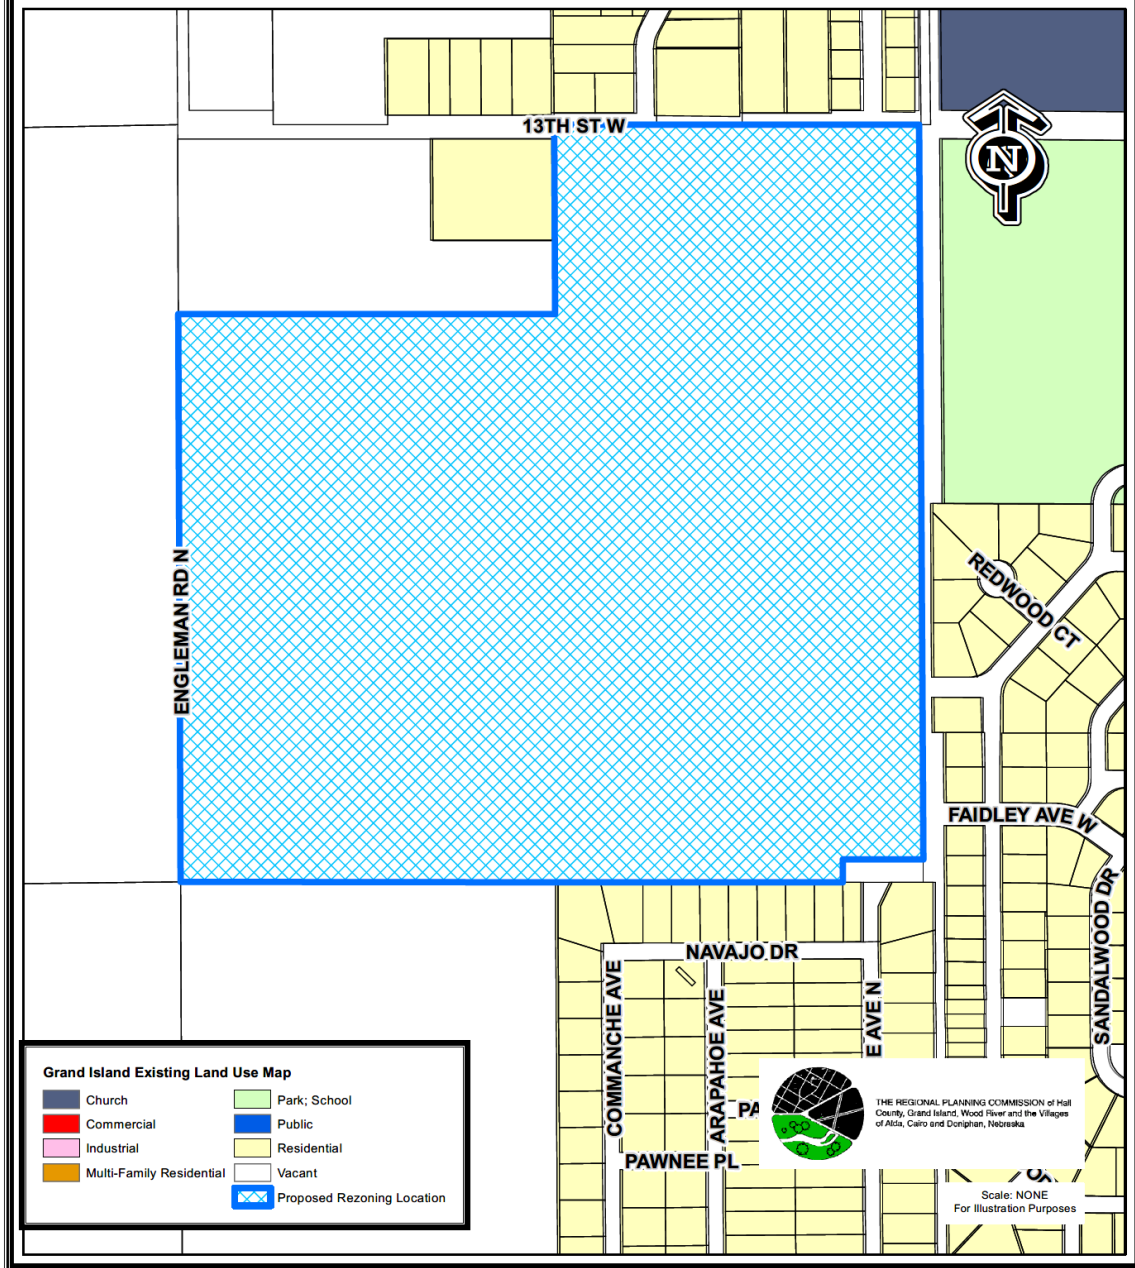 13TH ST W
N
ENGLEMAN RD N
REDWOOD CT
FAIDLEY AVE W
SANDALWOOD DR
NAVAJO DR
COMMANCHE AVE
ARAPAHOE AVE
E AVE N
PA
PAWNEE PL
Grand Island Existing Land Use Map
Church
Commercial
Industrial
Multi-Family Residential
Park; School
Public
Residential
Vacant
Proposed Rezoning Location
THE REGIONAL PLANNING COMMISSION of Hall
County, Grand Island, Wood River and the Villages
of Alda, Cairo and Doniphan, Nebraska
Scale: NONE
For Illustration Purposes